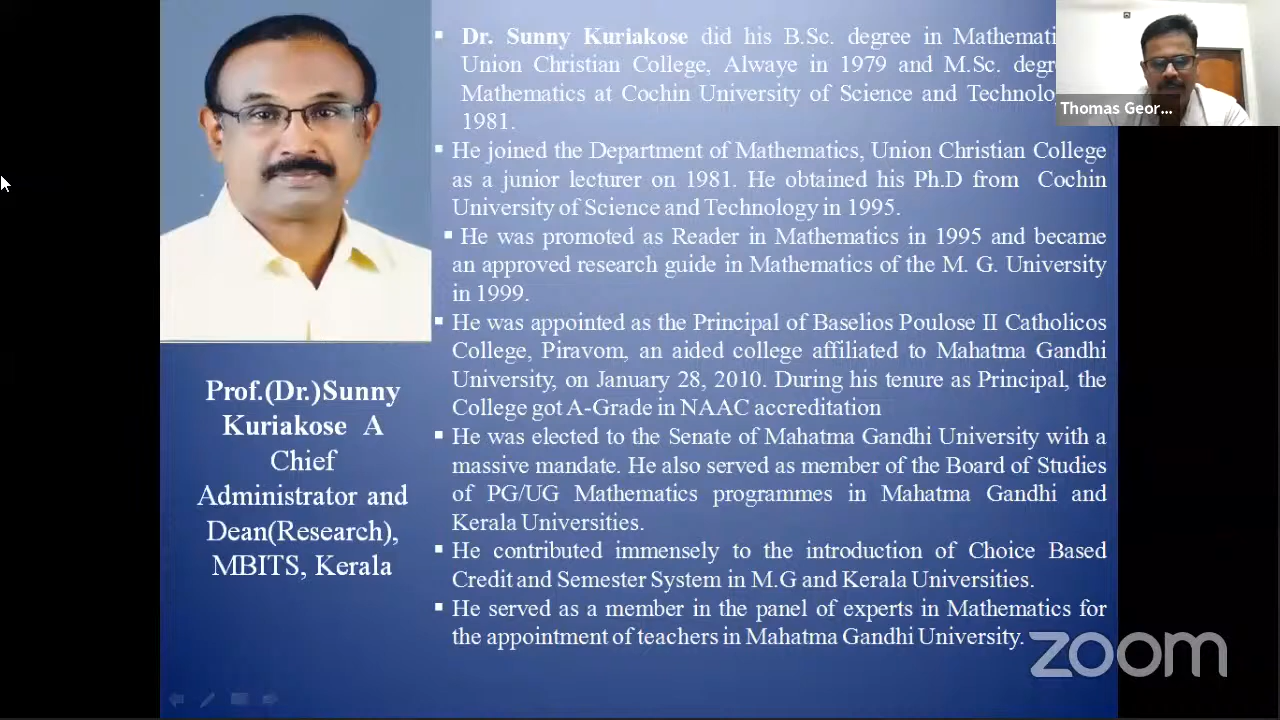 Dr. Sunny Kuriakose did his B.Sc. degree in
Union Christian College, Alwaye in 1979 and M.Sc.
Mathematics at Cochin University of Science and
1981.
He joined the Department of Mathematics, Union Christian College
as a junior lecturer on 1981. He obtained his Ph.D from Cochin
University of Science and Technology in 1995.
He was promoted as Reader in Mathematics in 1995 and became
an approved research guide in Mathematics of the M. G. University
in 1999.
He was appointed as the Principal of Baselios Poulose II Catholicos
College, Piravom, an aided college affiliated to Mahatma Gandhi
University, on January 28, 2010. During his tenure as Principal, the
College got A-Grade in NAAC accreditation
He was elected to the Senate of Mahatma Gandhi University with a
massive mandate. He also served as member of the Board of Studies
of PG/UG Mathematics programmes in Mahatma Gandhi and
Kerala Universities.
He contributed immensely to the introduction of Choice Based
Credit and Semester System in M.G and Kerala Universities.
He served as a member in the panel of experts in Mathematics for
the appointment of teachers in Mahatma Gandhi University.
Prof.(Dr.)Sunny
Kuriakose A
Chief
Administrator and
Dean(Research),
MBITS, Kerala
Thomas Geor...
zoom